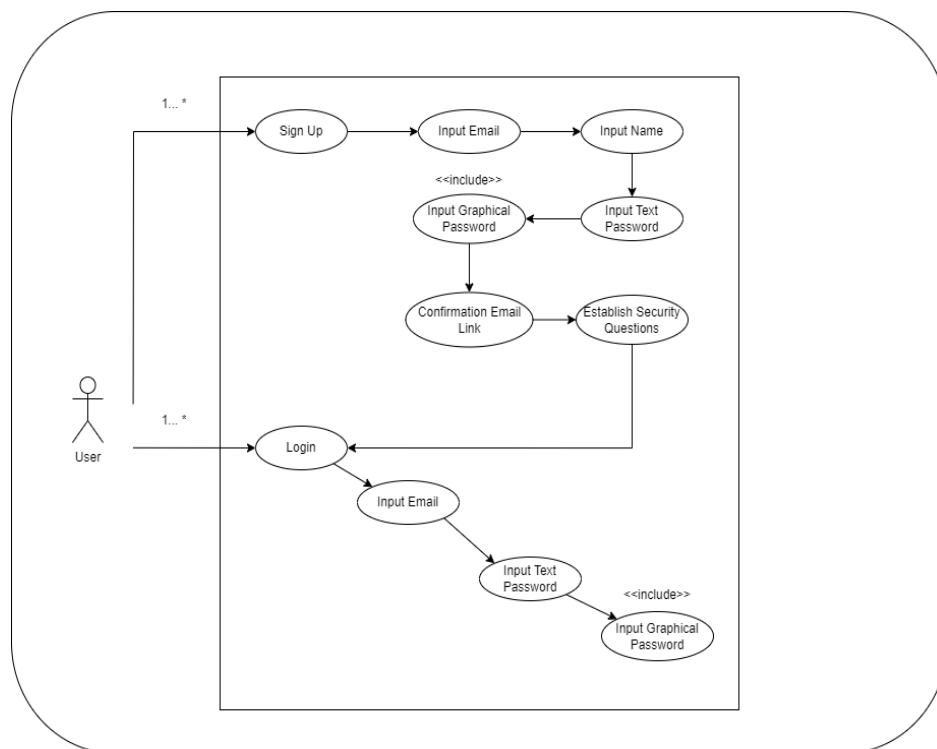 1... *
Sign Up
Input Email
Input Name
<<include>>
Input Graphical
Password
Input Text
Password
Confirmation Email
Link
Establish Security
Questions
1... *
User
Login
Input Email
Input Text
Password
<<include>>
Input Graphical
Password